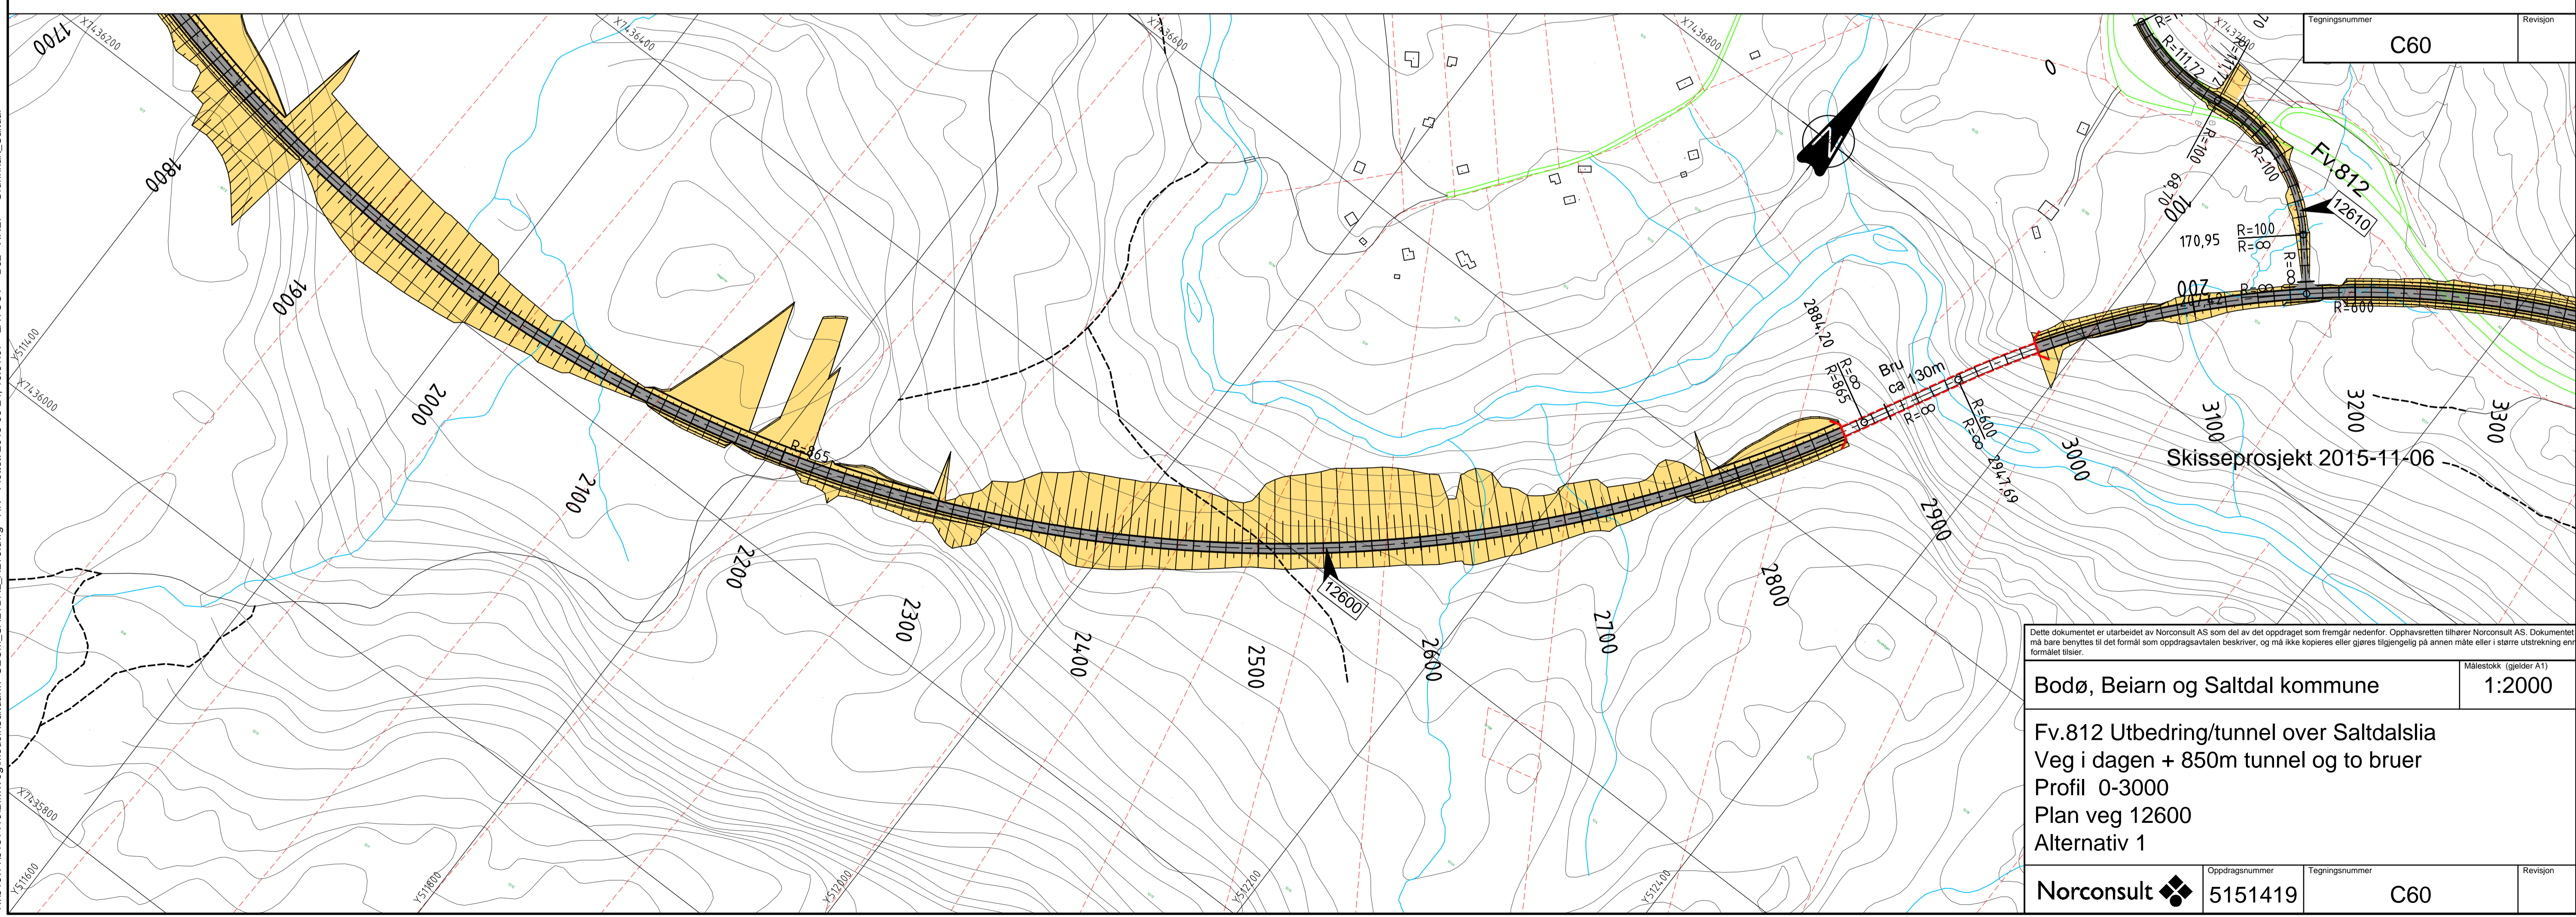 Tegningsnummer
C60
Revisjon
X7436200
X7436400
X7436600
X7436800
X7437000
1700
1800
1900
2000
2100
2200
2300
2400
2500
2600
2700
2800
2900
3000
3100
3200
3300
0
100
200
Y511400
X7436000
X7435800
Y511600
Y511800
Y512000
Y512200
Y512400
R=865
12600
2884,20
R=∞
R=865
Bru
ca 130m
R=∞
R=600
R=∞
2947,69
R=111,72
R=100
68,70
R=100
Fv.812
12610
170,95
R=100
R=∞
R=∞
R=∞
R=600
Skisseprosjekt 2015-11-06
Dette dokumentet er utarbeidet av Norconsult AS som del av det oppdraget som fremgår nedenfor. Opphavsretten tilhører Norconsult AS. Dokumentet
må bare benyttes til det formål som oppdragsavtalen beskriver, og må ikke kopieres eller gjøres tilgjengelig på annen måte eller i større utstrekning enn
formålet tilsier.
Bodø, Beiarn og Saltdal kommune
Målestokk (gjelder A1)
1:2000
Fv.812 Utbedring/tunnel over Saltdalslia
Veg i dagen + 850m tunnel og to bruer
Profil 0-3000
Plan veg 12600
Alternativ 1
Norconsult
Oppdragsnummer
5151419
Tegningsnummer
C60
Revisjon